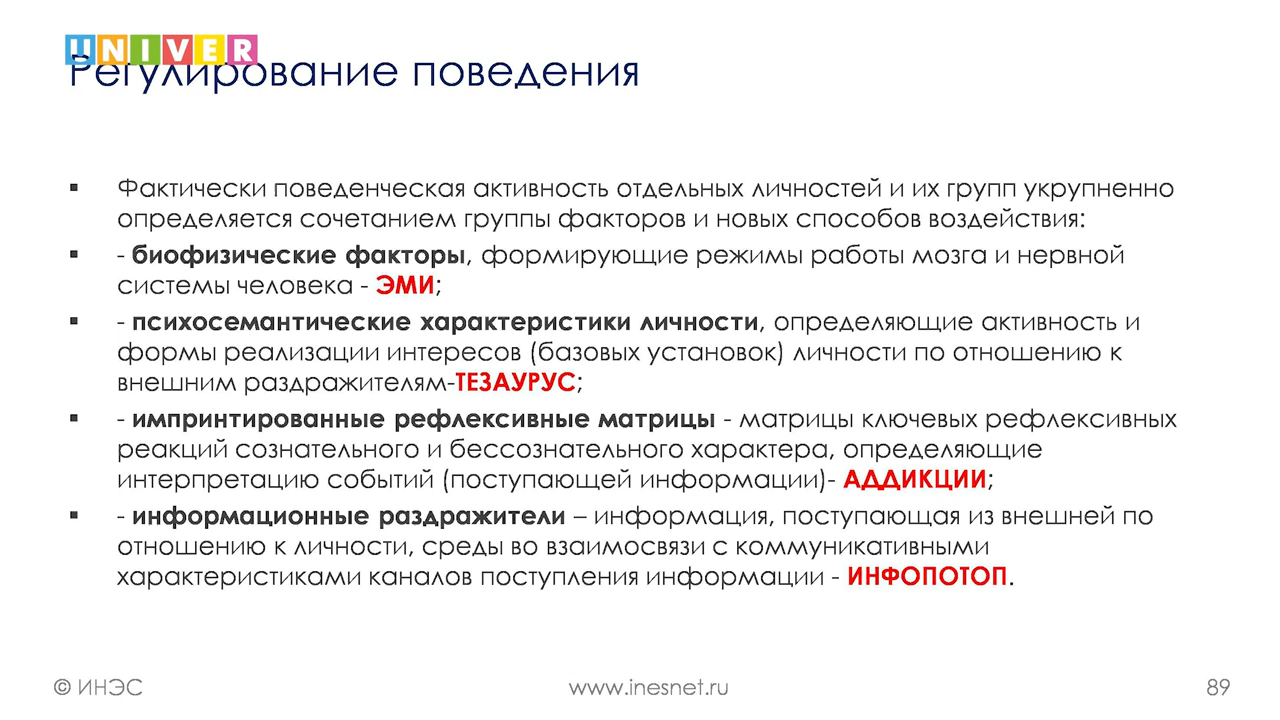 UNIVER
Регулирование поведения
▪ Фактически поведенческая активность отдельных личностей и их групп укрупненно
определяется сочетанием группы факторов и новых способов воздействия:
▪ - биофизические факторы, формирующие режимы работы мозга и нервной
системы человека - ЭМИ;
▪ - психосемантические характеристики личности, определяющие активность и
формы реализации интересов (базовых установок) личности по отношению к
внешним раздражителям-ТЕЗАУРУС;
▪ - импринтированные рефлексивные матрицы - матрицы ключевых рефлексивных
реакций сознательного и бессознательного характера, определяющие
интерпретацию событий (поступающей информации)- АДДИКЦИИ;
▪ - информационные раздражители – информация, поступающая из внешней по
отношению к личности, среды во взаимосвязи с коммуникативными
характеристиками каналов поступления информации - ИНФОПОТОП.
© ИНЭС www.inesnet.ru 89